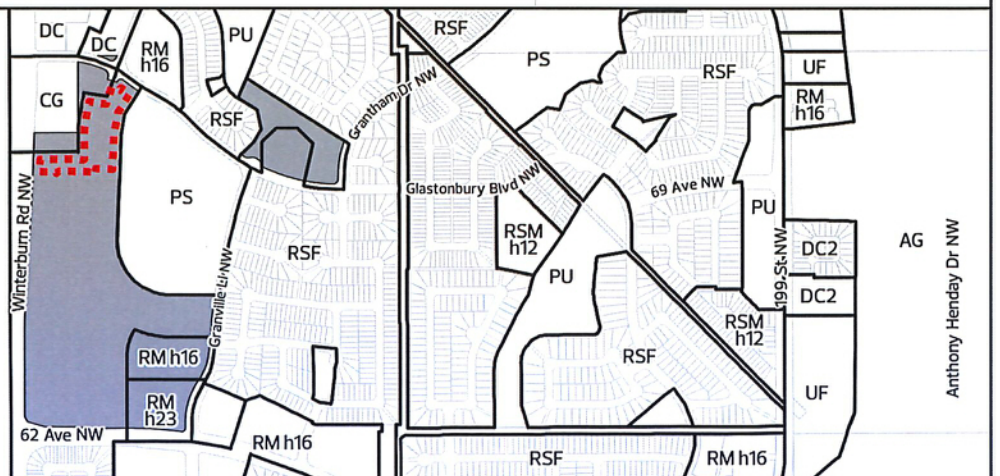 DC
DC
RM
h16
PU
RSF
PS
RSF
UF
RM
h16
CG
RSF
Grantham Dr NW
Glastonbury Blvd NW
69 Ave NW
PS
PU
Winterburn Rd NW
RSM
h12
199 St NW
DC2
AG
RSF
PU
DC2
Granville Li NW
RSM
h12
Anthony Henday Dr NW
RM h16
RSF
RM
h23
UF
62 Ave NW
RM h16
RSF
RM h16